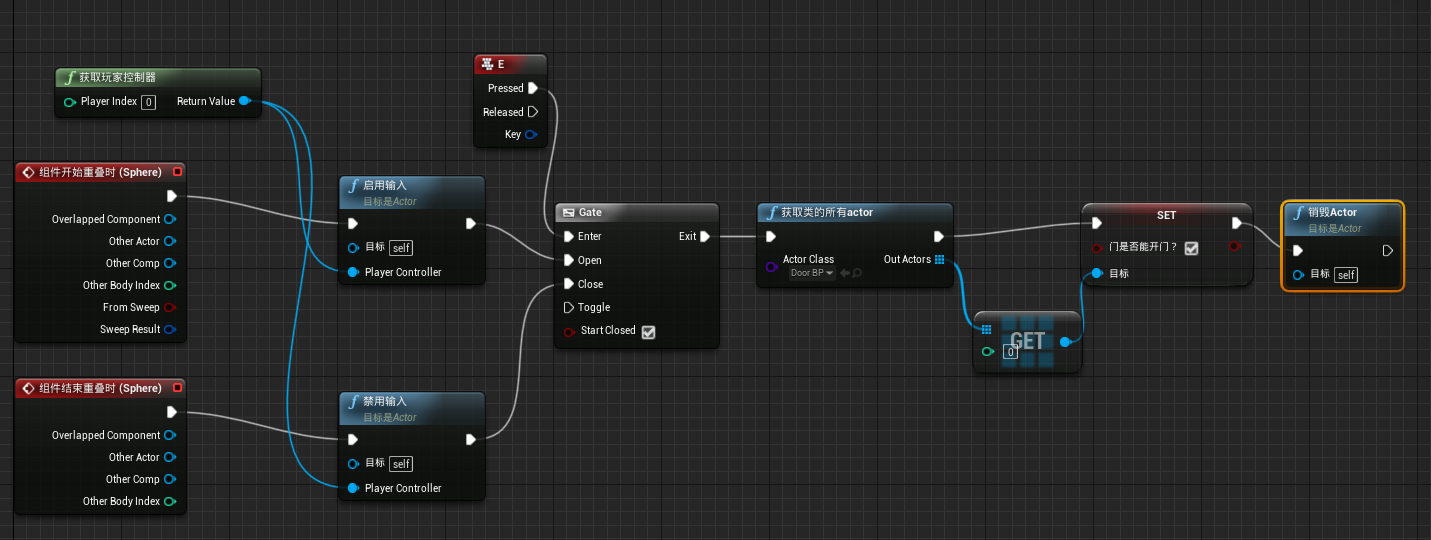 获取玩家控制器
Player Index 0 Return Value
E
Pressed
Released
Key
组件开始重叠时 (Sphere)
Overlapped Component
Other Actor
Other Comp
Other Body Index
From Sweep
Sweep Result
启用输入
目标是Actor
目标 self
Player Controller
Gate
Enter Exit
Open
Close
Toggle
Start Closed
获取类的所有actor
Actor Class Out Actors
Door BP
GET
0
SET
门是否能开门？
目标
销毁Actor
目标是Actor
目标 self
组件结束重叠时 (Sphere)
Overlapped Component
Other Actor
Other Comp
Other Body Index
禁用输入
目标是Actor
目标 self
Player Controller